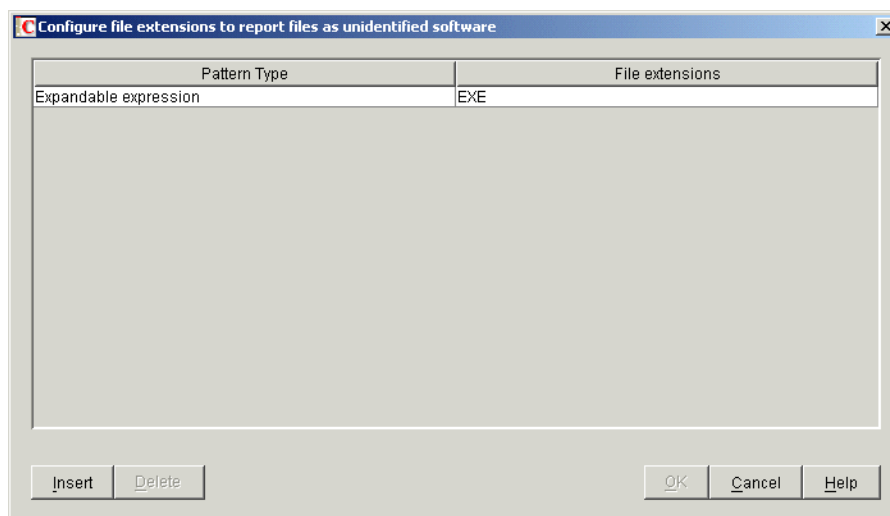 Configure file extensions to report files as unidentified software
Pattern Type File extensions
Expandable expression EXE
Insert Delete OK Cancel Help